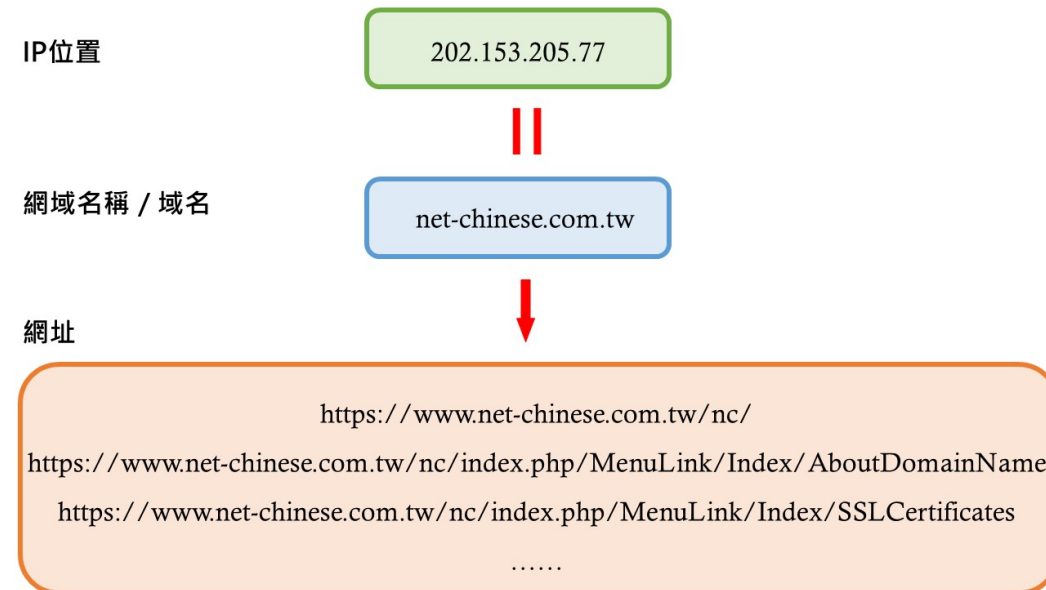 IP位置
202.153.205.77
網域名稱 / 域名
net-chinese.com.tw
網址
https://www.net-chinese.com.tw/nc/
https://www.net-chinese.com.tw/nc/index.php/MenuLink/Index/AboutDomainName
https://www.net-chinese.com.tw/nc/index.php/MenuLink/Index/SSLCertificates
......